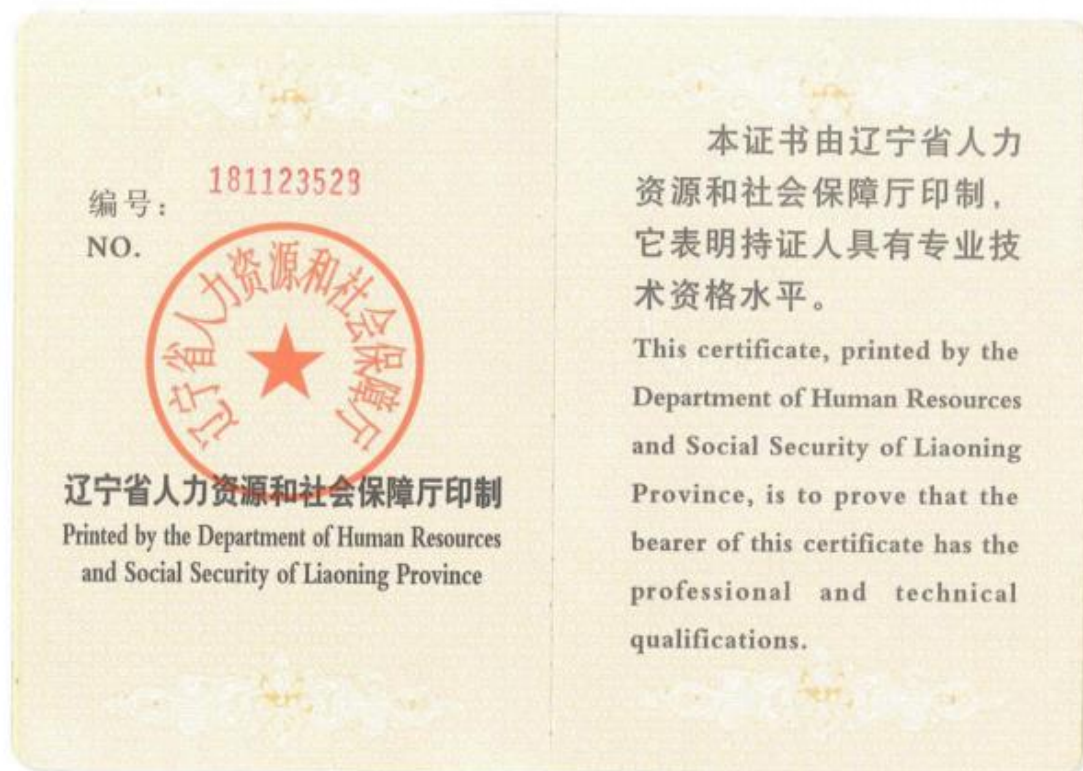 编号：181123529
NO.
辽宁省人力资源和社会保障厅
辽宁省人力资源和社会保障厅印制
Printed by the Department of Human Resources
and Social Security of Liaoning Province
本证书由辽宁省人力
资源和社会保障厅印制，
它表明持证人具有专业技
术资格水平。
This certificate, printed by the
Department of Human Resources
and Social Security of Liaoning
Province, is to prove that the
bearer of this certificate has the
professional and technical
qualifications.